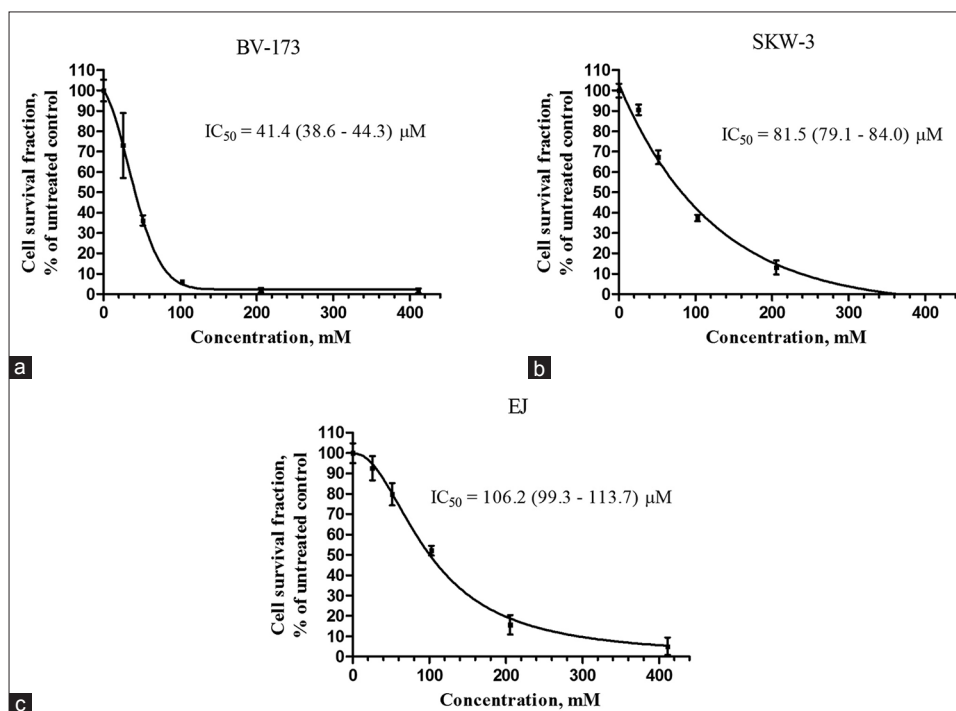 BV-173
110
100
90
80
70
60
50
40
30
20
10
0
Cell survival fraction,
% of untreated control
IC50 = 41.4 (38.6 - 44.3) μM
0 100 200 300 400
Concentration, mM
a
SKW-3
110
100
90
80
70
60
50
40
30
20
10
0
Cell survival fraction,
% of untreated control
IC50 = 81.5 (79.1 - 84.0) μM
0 100 200 300 400
Concentration, mM
b
EJ
110
100
90
80
70
60
50
40
30
20
10
0
Cell survival fraction,
% of untreated control
IC50 = 106.2 (99.3 - 113.7) μM
0 100 200 300 400
Concentration, mM
c